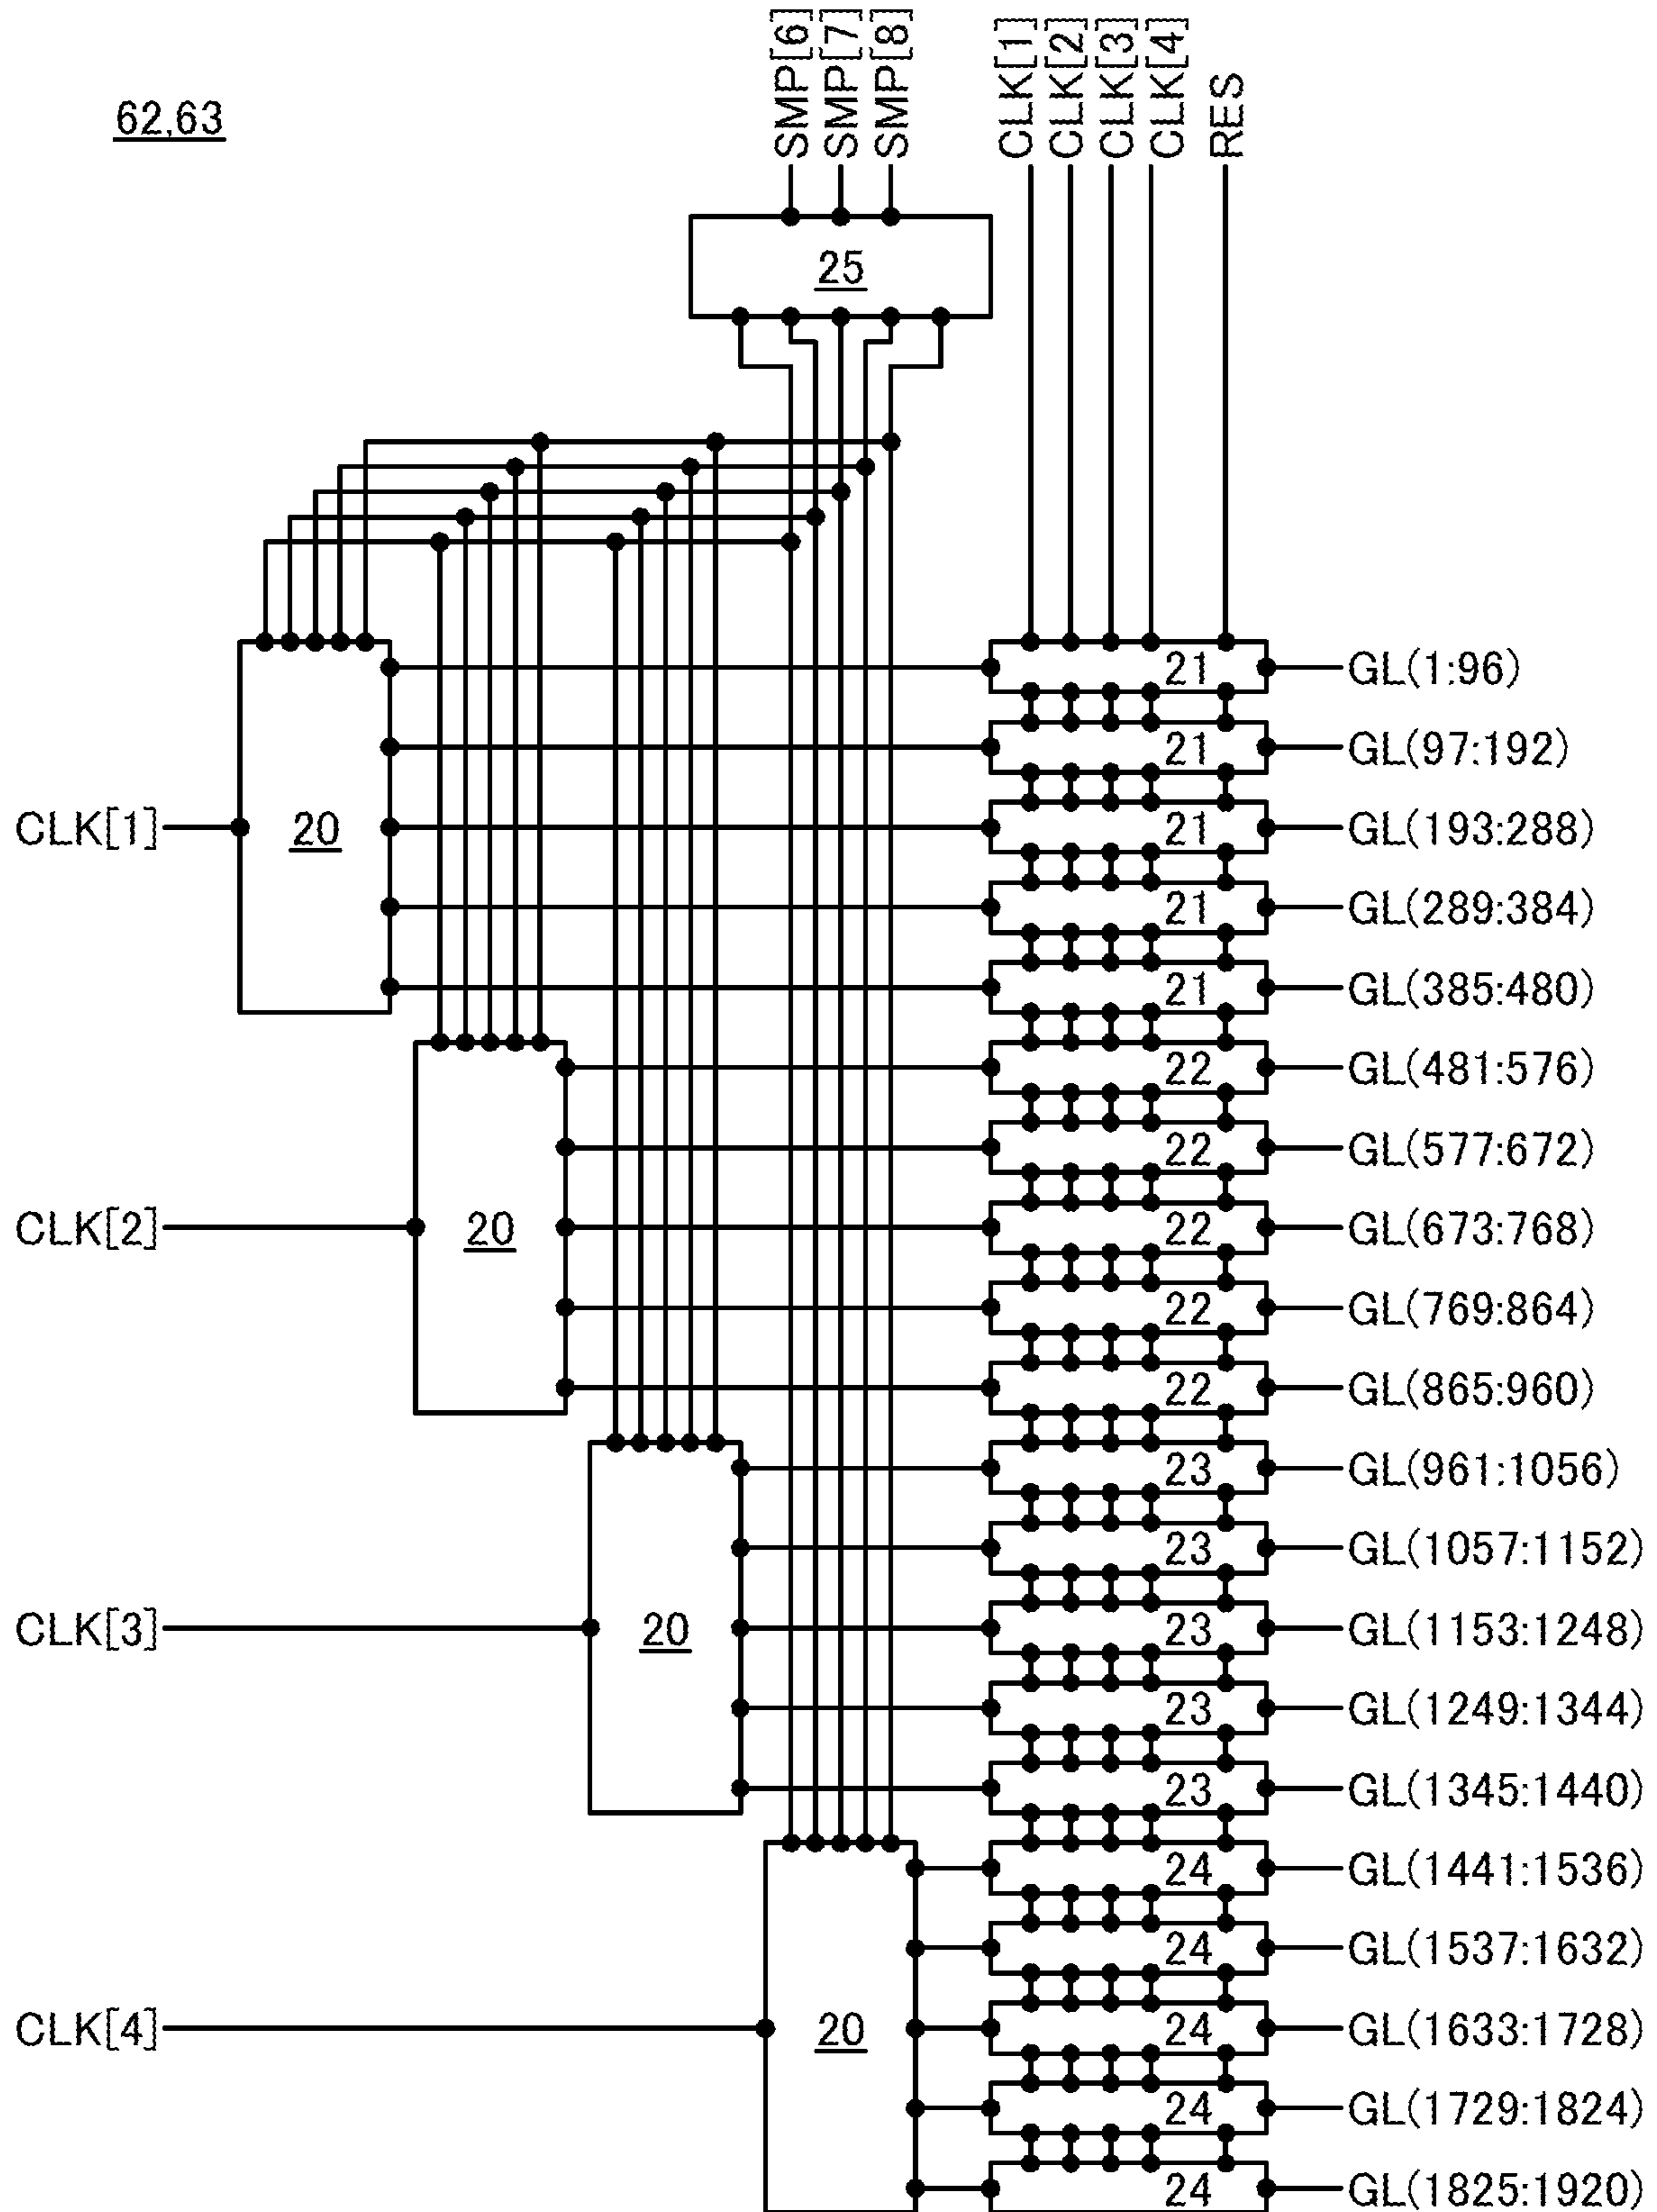 62,63
SMP[6]
SMP[7]
SMP[8]
CLK[1]
CLK[2]
CLK[3]
CLK[4]
RES
25
21 GL(1:96)
21 GL(97:192)
CLK[1] 20 21 GL(193:288)
21 GL(289:384)
21 GL(385:480)
22 GL(481:576)
22 GL(577:672)
CLK[2] 20 22 GL(673:768)
22 GL(769:864)
22 GL(865:960)
23 GL(961:1056)
23 GL(1057:1152)
CLK[3] 20 23 GL(1153:1248)
23 GL(1249:1344)
23 GL(1345:1440)
24 GL(1441:1536)
24 GL(1537:1632)
CLK[4] 20 24 GL(1633:1728)
24 GL(1729:1824)
24 GL(1825:1920)